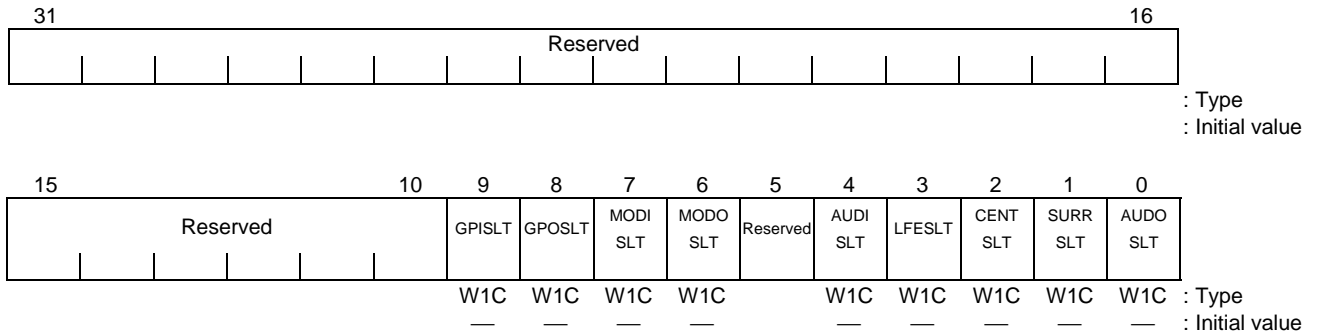 31 16
Reserved
: Type
: Initial value
15 10 9 8 7 6 5 4 3 2 1 0
Reserved GPISLT GPOSLT MODI SLT MODO SLT Reserved AUDI SLT LFESLT CENT SLT SURR SLT AUDO SLT
W1C W1C W1C W1C W1C W1C W1C W1C W1C : Type
— — — — — — — — — : Initial value